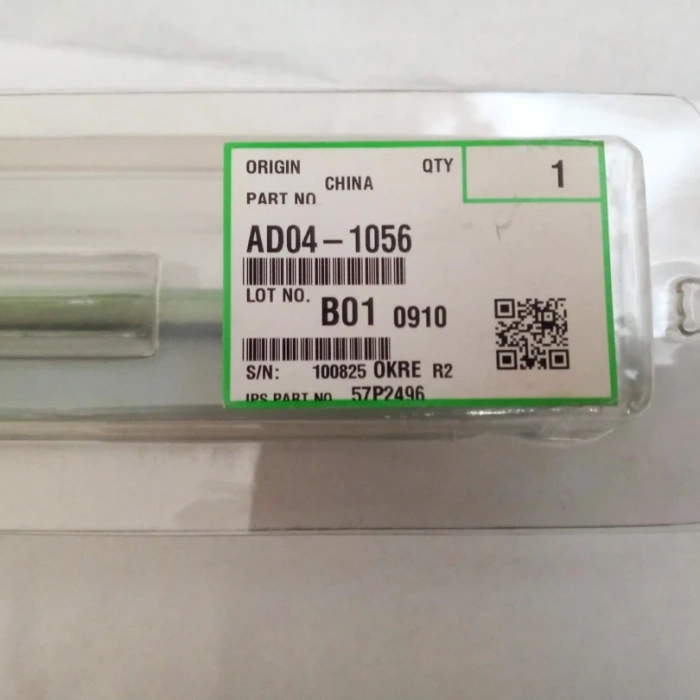 ORIGIN CHINA QTY 1
PART NO.
AD04-1056
LOT NO. B01 0910
S/N: 100825 OKRE R2
IPS PART NO 57P2496